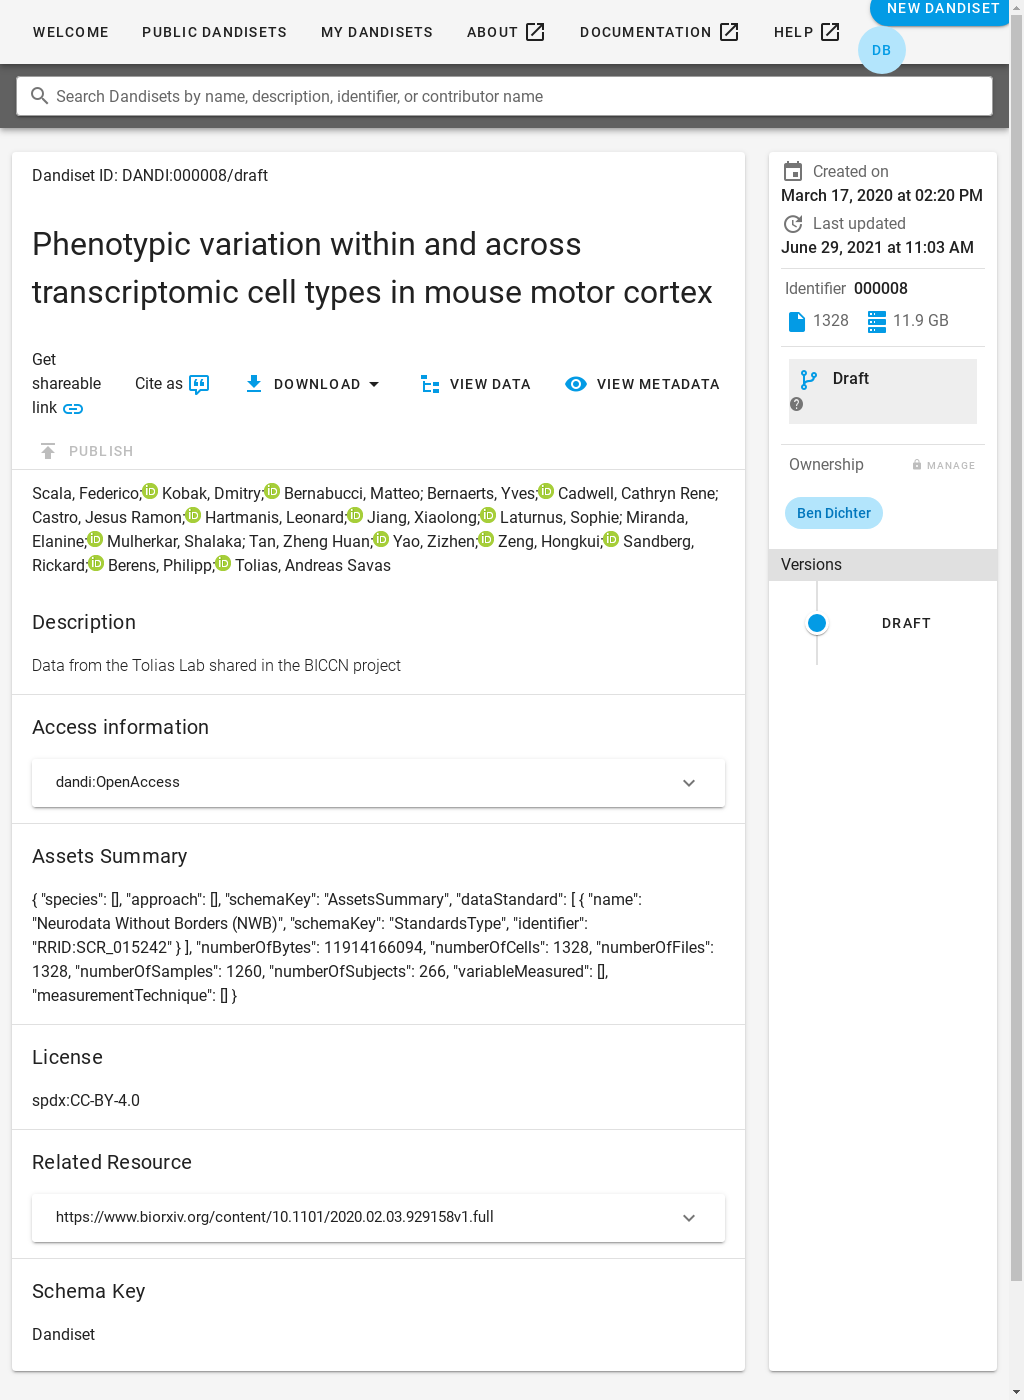 WELCOME PUBLIC DANDISETS MY DANDISETS ABOUT DOCUMENTATION HELP NEW DANDISET
DB
Search Dandisets by name, description, identifier, or contributor name
Dandiset ID: DANDI:000008/draft
Phenotypic variation within and across
transcriptomic cell types in mouse motor cortex
Get
shareable
link
Cite as
DOWNLOAD
VIEW DATA
VIEW METADATA
PUBLISH
Scala, Federico; Kobak, Dmitry; Bernabucci, Matteo; Bernaerts, Yves; Cadwell, Cathryn Rene;
Castro, Jesus Ramon; Hartmanis, Leonard; Jiang, Xiaolong; Laturnus, Sophie; Miranda,
Elanine; Mulherkar, Shalaka; Tan, Zheng Huan; Yao, Zizhen; Zeng, Hongkui; Sandberg,
Rickard; Berens, Philipp; Tolias, Andreas Savas
Description
Data from the Tolias Lab shared in the BICCN project
Access information
dandi:OpenAccess
Assets Summary
{ "species": [], "approach": [], "schemaKey": "AssetsSummary", "dataStandard": [ { "name":
"Neurodata Without Borders (NWB)", "schemaKey": "StandardsType", "identifier":
"RRID:SCR_015242" } ], "numberOfBytes": 11914166094, "numberOfCells": 1328, "numberOfFiles":
1328, "numberOfSamples": 1260, "numberOfSubjects": 266, "variableMeasured": [],
"measurementTechnique": [] }
License
spdx:CC-BY-4.0
Related Resource
https://www.biorxiv.org/content/10.1101/2020.02.03.929158v1.full
Schema Key
Dandiset
Created on
March 17, 2020 at 02:20 PM
Last updated
June 29, 2021 at 11:03 AM
Identifier 000008
1328 11.9 GB
Draft
Ownership MANAGE
Ben Dichter
Versions
DRAFT